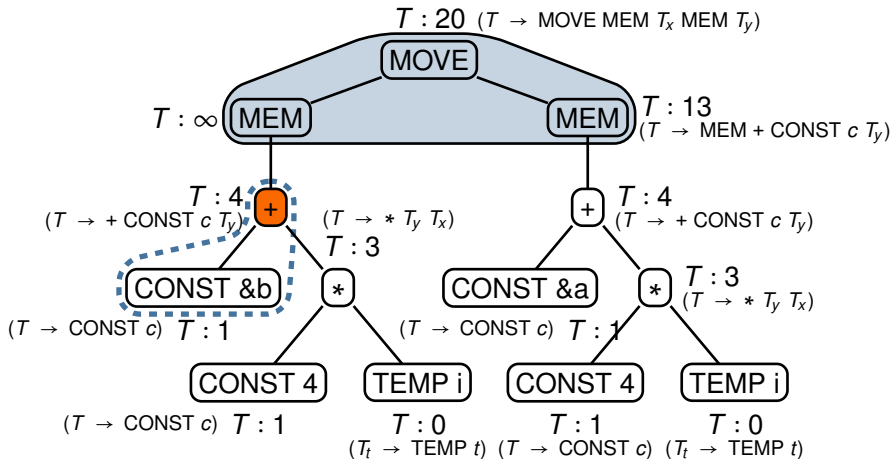 T : 20 (T → MOVE MEM Tx MEM Ty)
MOVE
T : ∞ MEM
MEM T : 13
(T → MEM + CONST c Ty)
T : 4
(T → + CONST c Ty)
+
(T → * Ty Tx)
T : 3
+
T : 4
(T → + CONST c Ty)
CONST &b
*
CONST &a
*
T : 3
(T → * Ty Tx)
(T → CONST c) T : 1
(T → CONST c) T : 1
CONST 4
TEMP i
CONST 4
TEMP i
(T → CONST c) T : 1
T : 0
(Tt → TEMP t)
T : 1
(T → CONST c)
T : 0
(Tt → TEMP t)